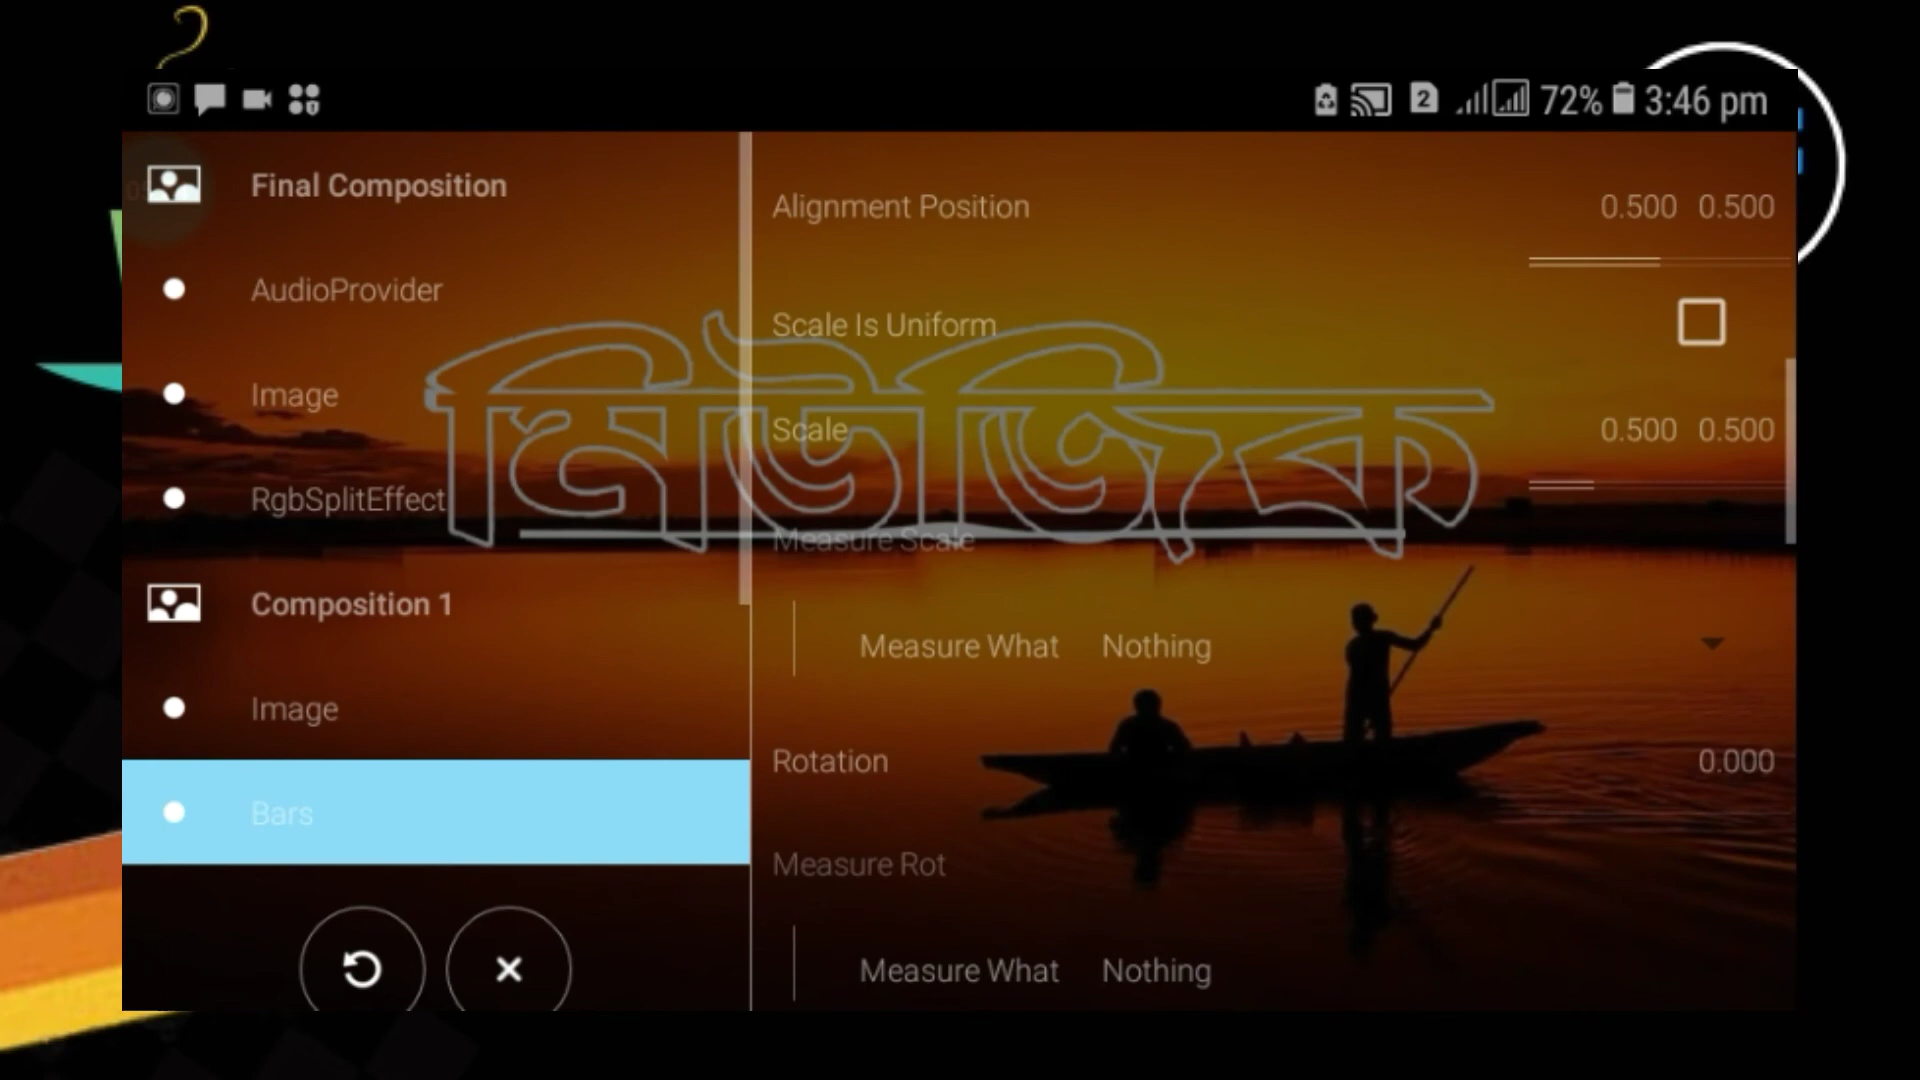 72% 3:46 pm
Final Composition
AudioProvider
Image
RgbSplitEffect
Composition 1
Image
Bars
Alignment Position 0.500 0.500
Scale Is Uniform
Scale 0.500 0.500
Measure Scale
Measure What Nothing
Rotation 0.000
Measure Rot
Measure What Nothing
মিউজিক